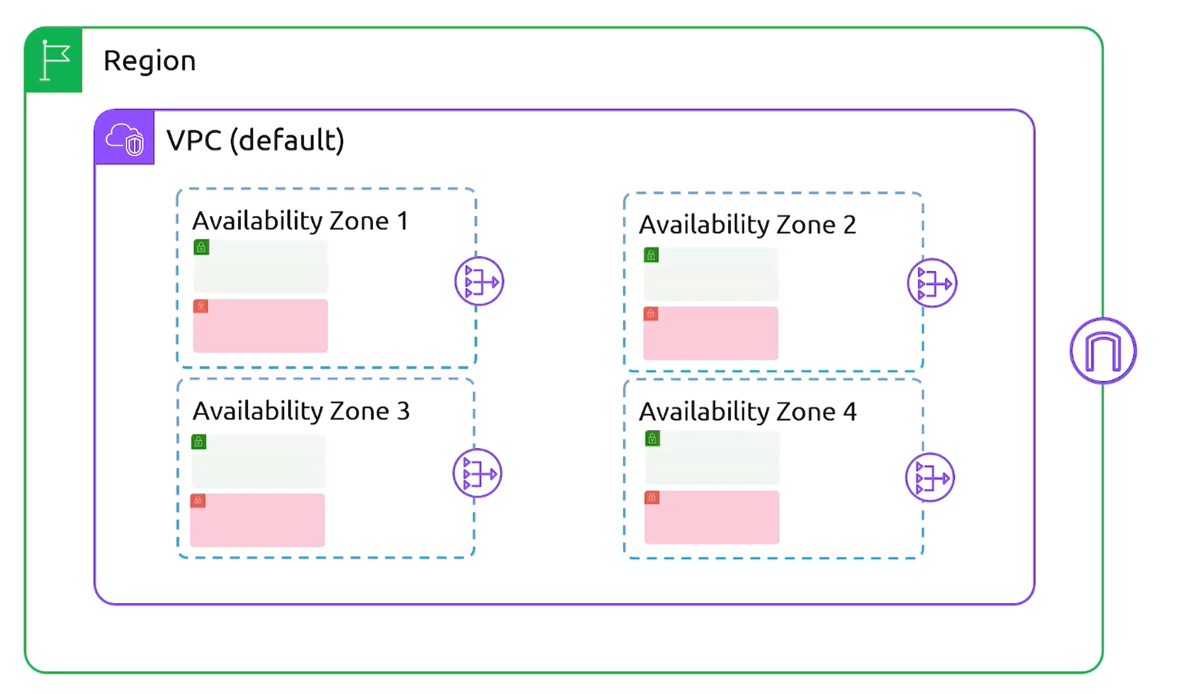 Region
VPC (default)
Availability Zone 1
Availability Zone 2
Availability Zone 3
Availability Zone 4